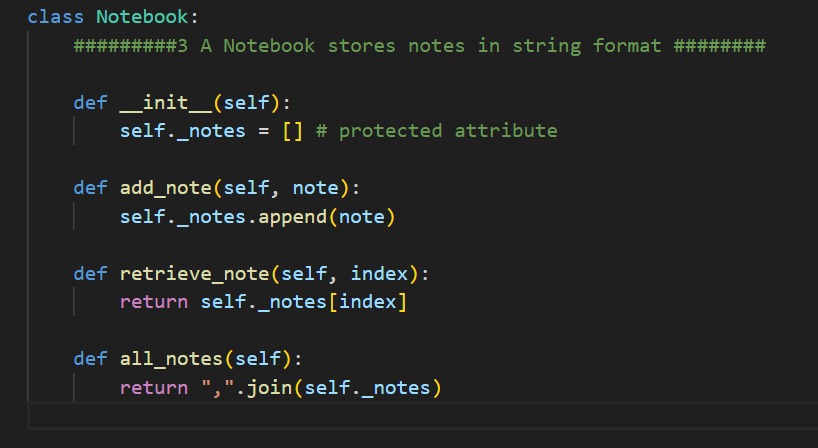 class Notebook:
    #########3 A Notebook stores notes in string format ########
    def __init__(self):
        self._notes = [] # protected attribute
    def add_note(self, note):
        self._notes.append(note)
    def retrieve_note(self, index):
        return self._notes[index]
    def all_notes(self):
        return ",".join(self._notes)